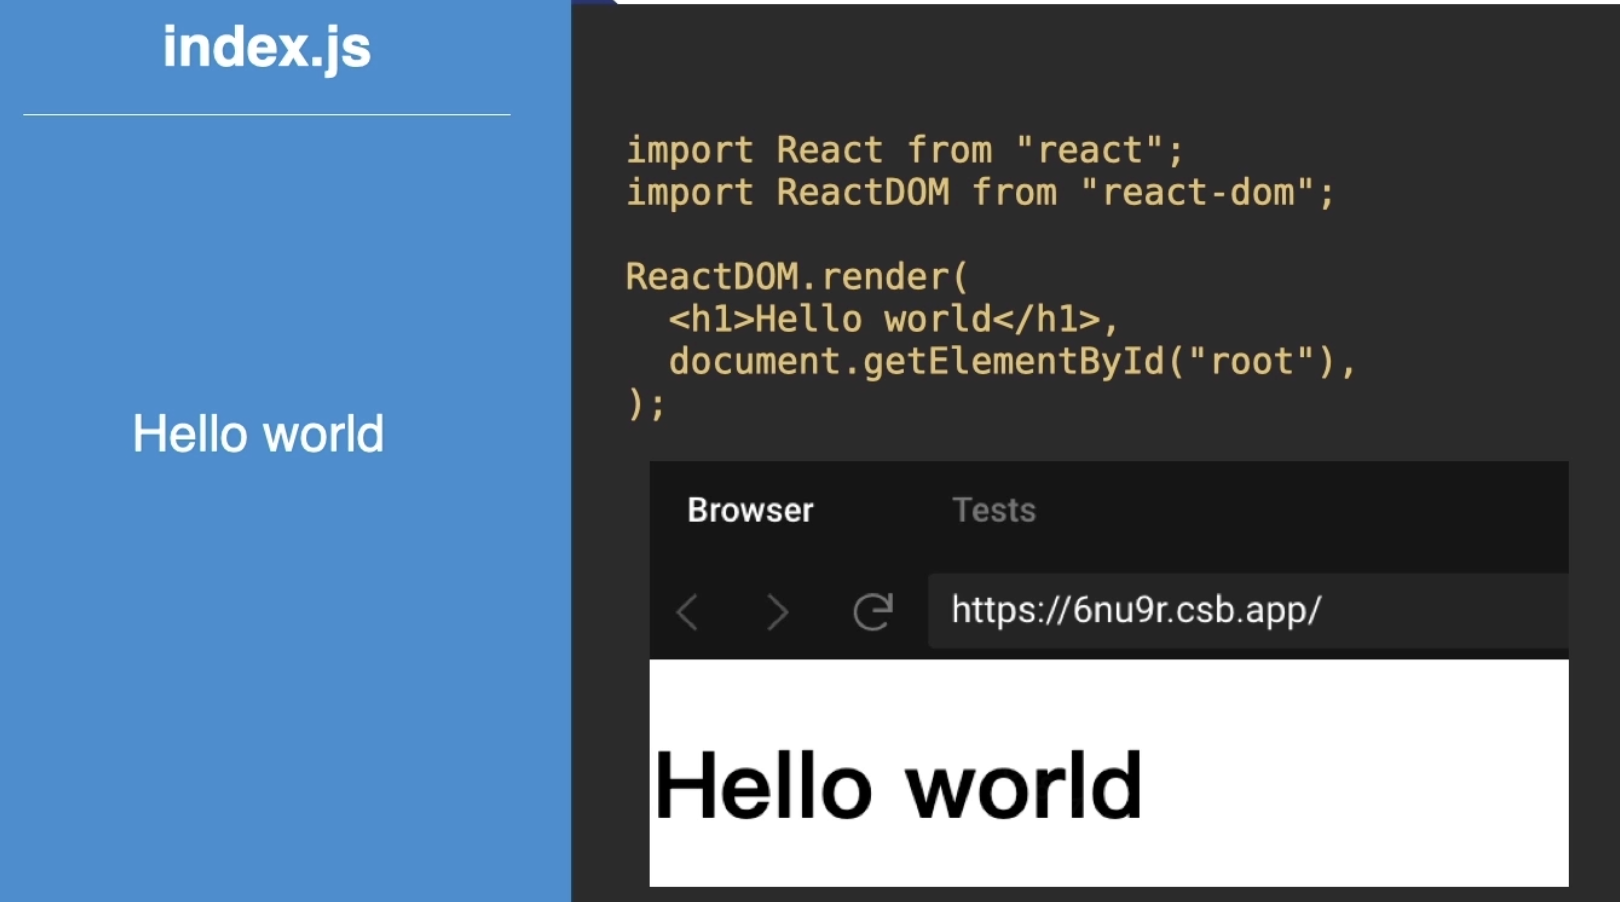 index.js
Hello world
import React from "react";
import ReactDOM from "react-dom";
ReactDOM.render(
  <h1>Hello world</h1>,
  document.getElementById("root"),
);
Browser Tests
https://6nu9r.csb.app/
Hello world